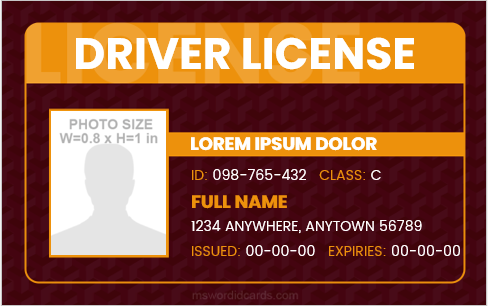 LICENSE
DRIVER LICENSE
PHOTO SIZE
W=0.8 x H=1 in
LOREM IPSUM DOLOR
ID: 098-765-432 CLASS: C
FULL NAME
1234 ANYWHERE, ANYTOWN 56789
ISSUED: 00-00-00 EXPIRIES: 00-00-00
mswordidcards.com